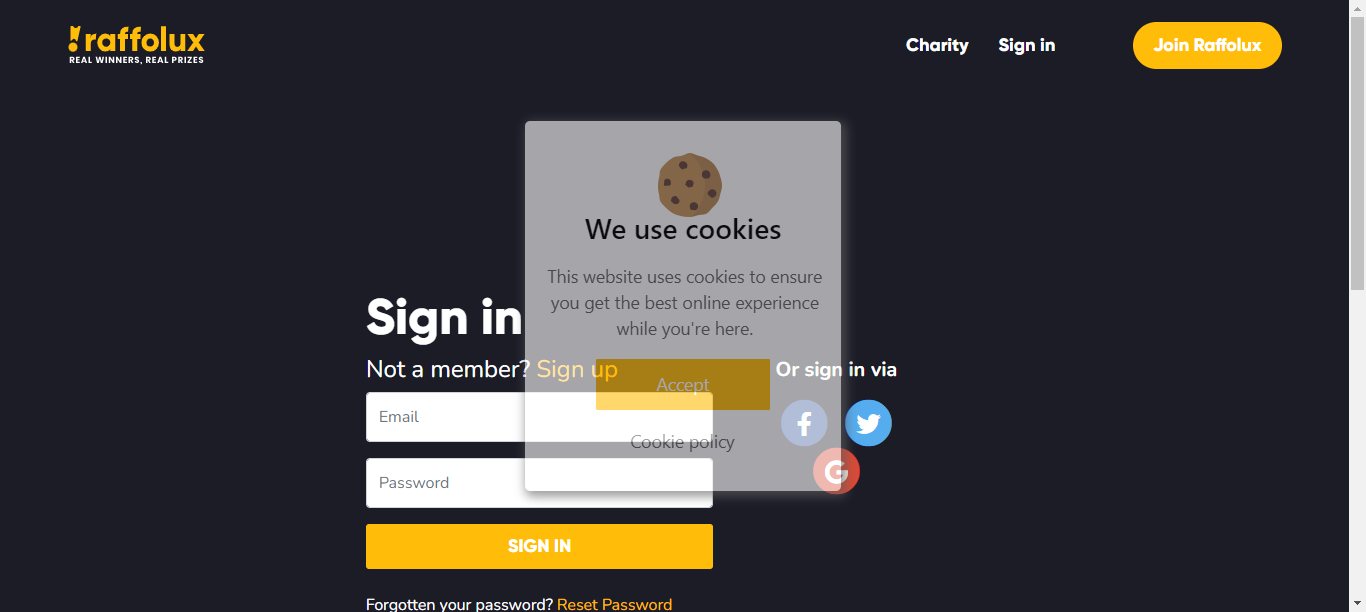 raffolux
REAL WINNERS, REAL PRIZES
Charity
Sign in
Join Raffolux
We use cookies
This website uses cookies to ensure
you get the best online experience
while you're here.
Accept
Cookie policy
Sign in
Not a member? Sign up
Email
Password
SIGN IN
Forgotten your password? Reset Password
Or sign in via